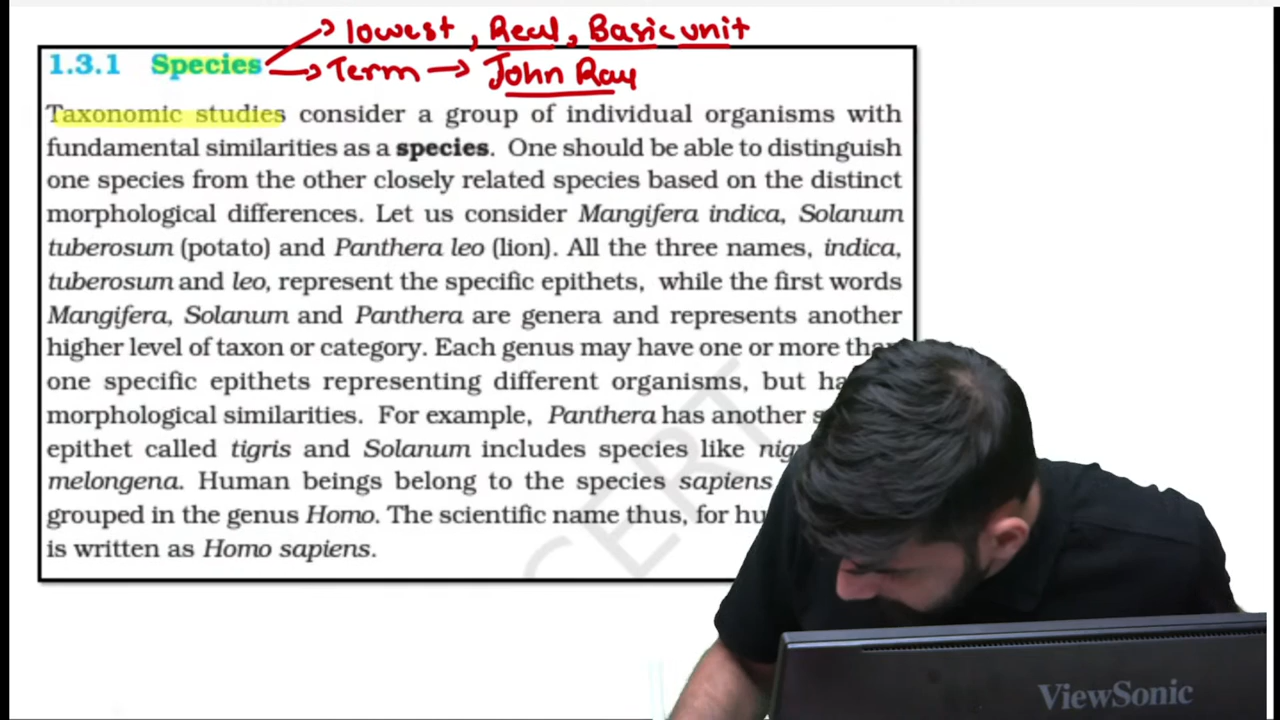 lowest, Real, Basic unit
1.3.1 Species
Term → John Ray
Taxonomic studies consider a group of individual organisms with
fundamental similarities as a species. One should be able to distinguish
one species from the other closely related species based on the distinct
morphological differences. Let us consider Mangifera indica, Solanum
tuberosum (potato) and Panthera leo (lion). All the three names, indica,
tuberosum and leo, represent the specific epithets, while the first words
Mangifera, Solanum and Panthera are genera and represents another
higher level of taxon or category. Each genus may have one or more
one specific epithets representing different organisms, but
morphological similarities. For example, Panthera has another
epithet called tigris and Solanum includes species like
melongena. Human beings belong to the species sapiens
grouped in the genus Homo. The scientific name thus, for
is written as Homo sapiens.
ViewSonic